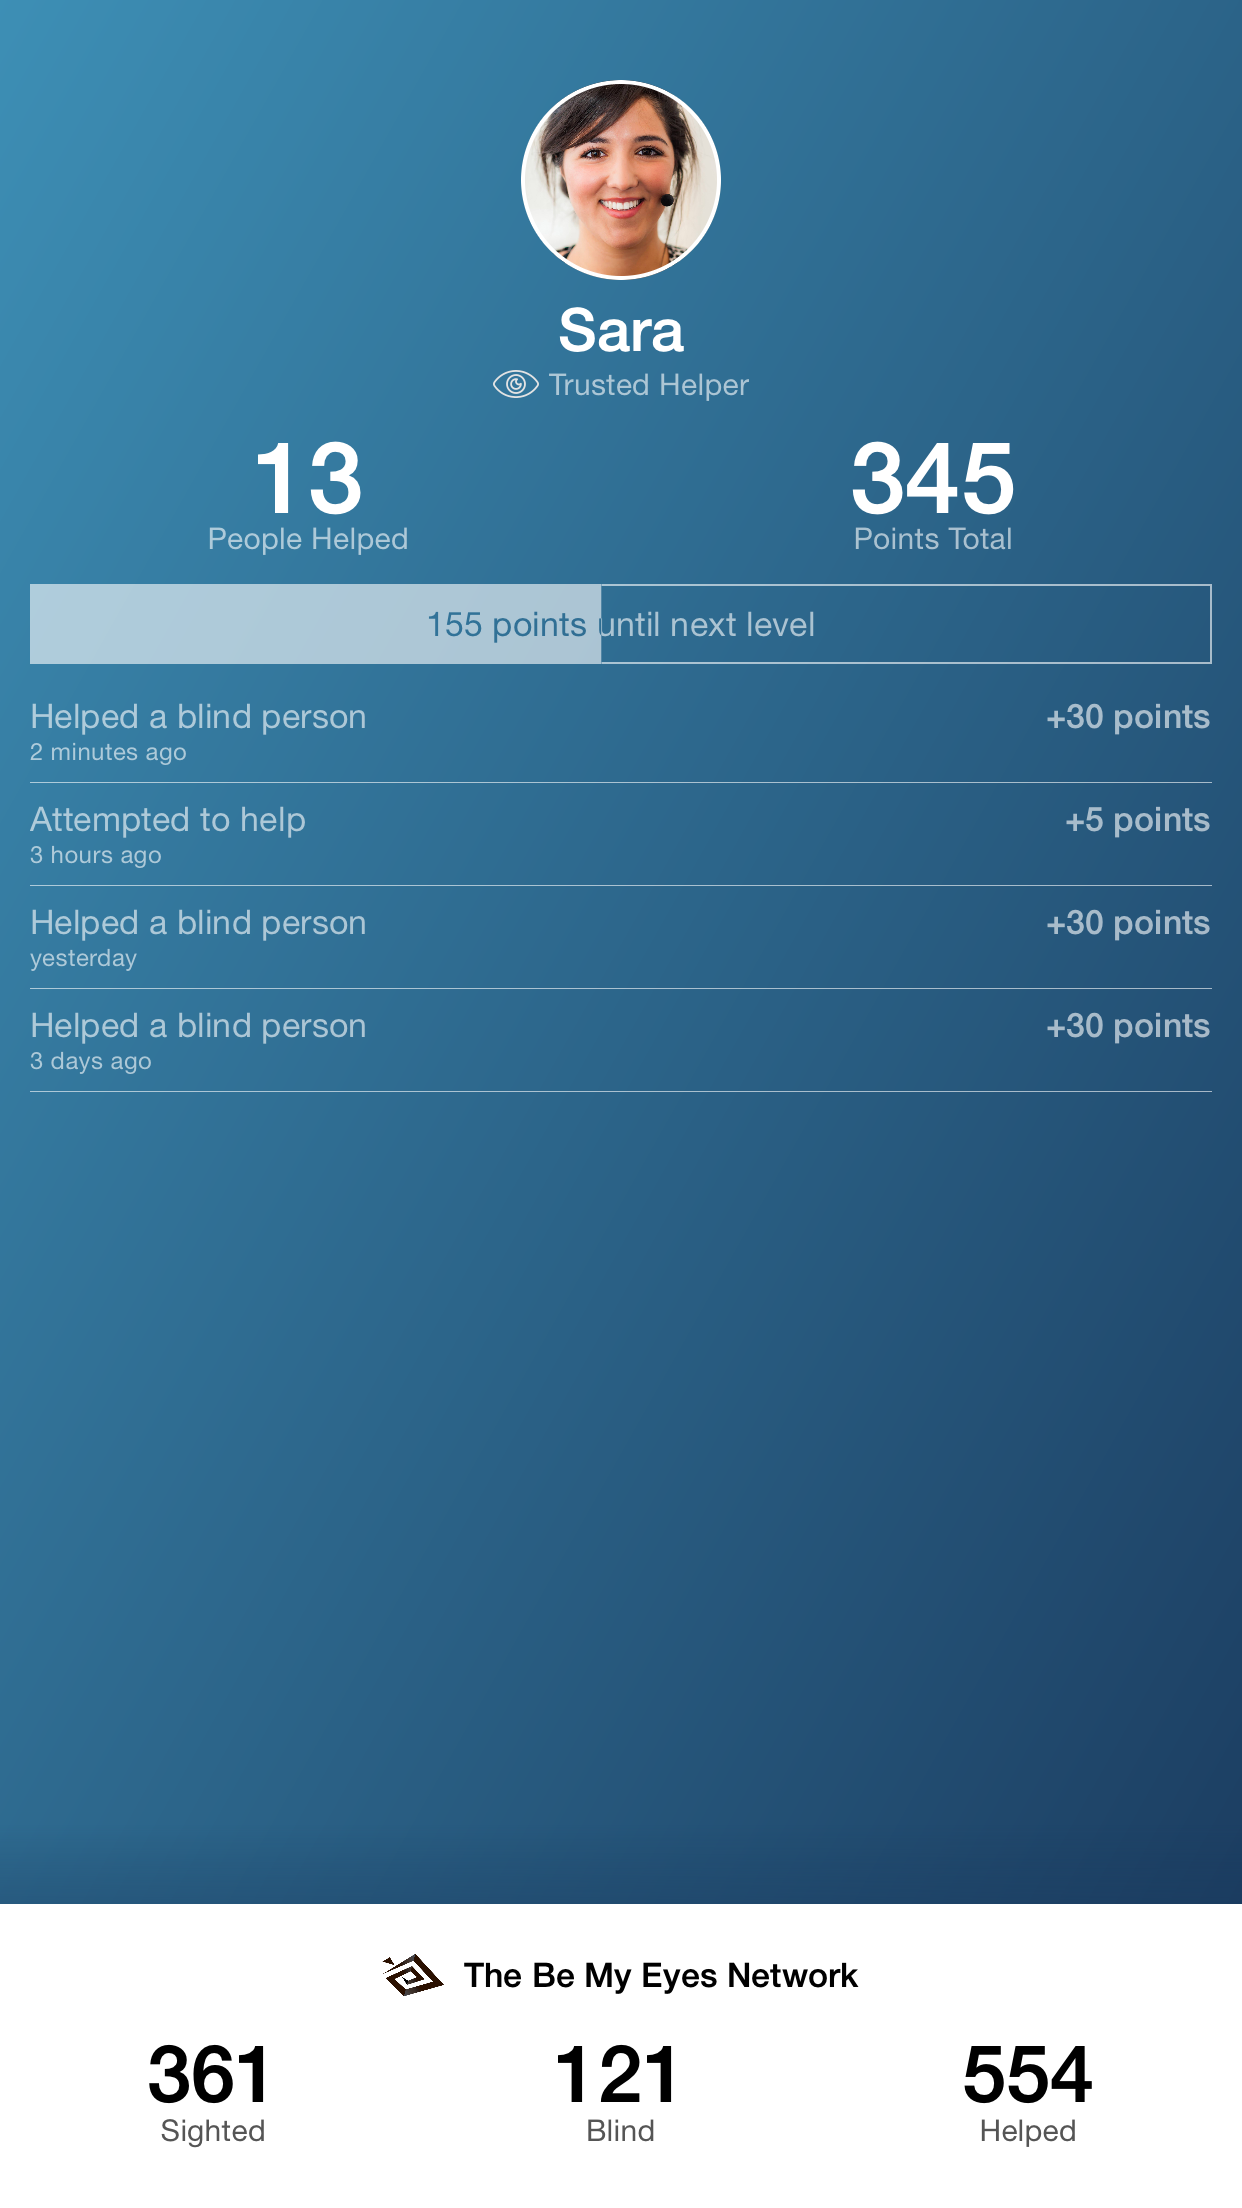 Sara
Trusted Helper
13
People Helped
345
Points Total
155 points until next level
Helped a blind person
+30 points
2 minutes ago
Attempted to help
+5 points
3 hours ago
Helped a blind person
+30 points
yesterday
Helped a blind person
+30 points
3 days ago
The Be My Eyes Network
361
Sighted
121
Blind
554
Helped